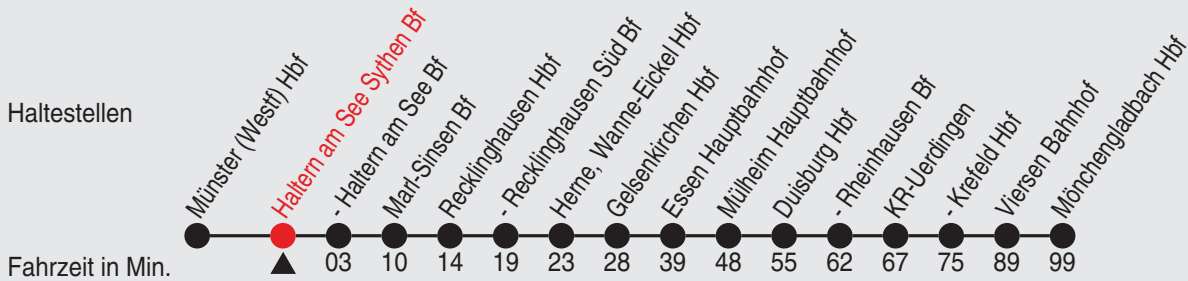 Haltestellen
Münster (Westf) Hbf
Haltern am See Sythen Bf
- Haltern am See Bf
Marl-Sinsen Bf
Recklinghausen Hbf
- Recklinghausen Süd Bf
Herne, Wanne-Eickel Hbf
Gelsenkirchen Hbf
Essen Hauptbahnhof
Mülheim Hauptbahnhof
Duisburg Hbf
- Rheinhausen Bf
KR-Uerdingen
- Krefeld Hbf
Viersen Bahnhof
Mönchengladbach Hbf
Fahrzeit in Min. 03 10 14 19 23 28 39 48 55 62 67 75 89 99